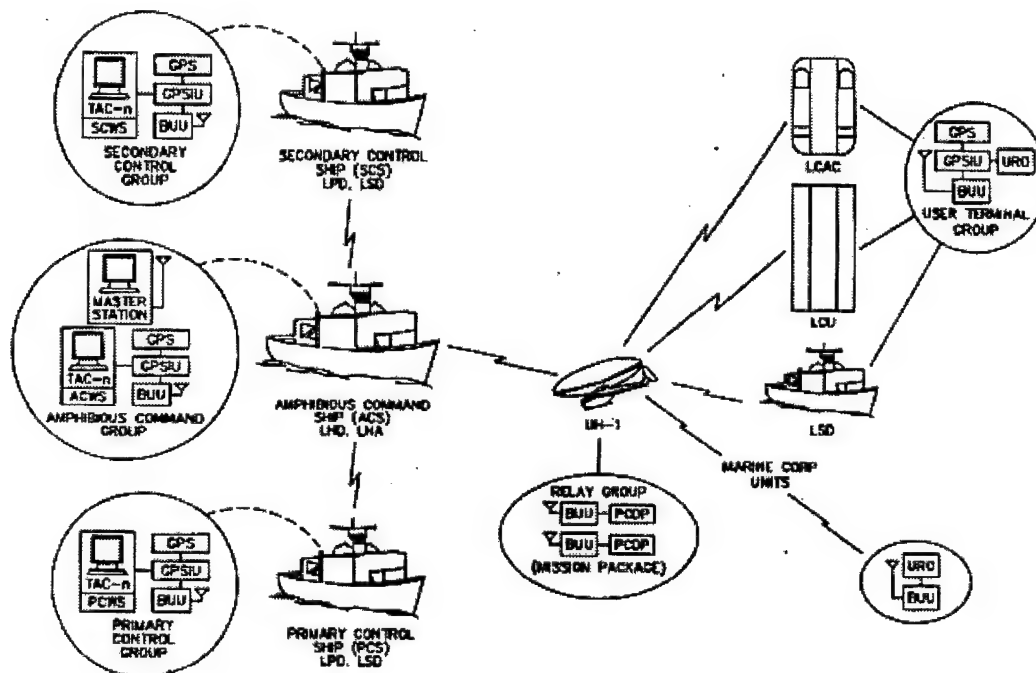 GPS
TAC-n
GPSIU
SCWS
BUU
SECONDARY
CONTROL
GROUP
SECONDARY CONTROL
SHIP (SCS)
LPD, LSD
MASTER
STATION
GPS
TAC-n
GPSIU
ACWS
BUU
AMPHIBIOUS COMMAND
GROUP
AMPHIBIOUS COMMAND
SHIP (ACS)
LHD, LHA
GPS
TAC-n
GPSIU
PCWS
BUU
PRIMARY
CONTROL
GROUP
PRIMARY CONTROL
SHIP (PCS)
LPD, LSD
LCAC
GPS
GPSIU
URO
BUU
USER TERMINAL
GROUP
LCU
LSD
UH-1
MARINE CORP
UNITS
RELAY GROUP
BUU
PCDP
BUU
PCDP
(MISSION PACKAGE)
URO
BUU